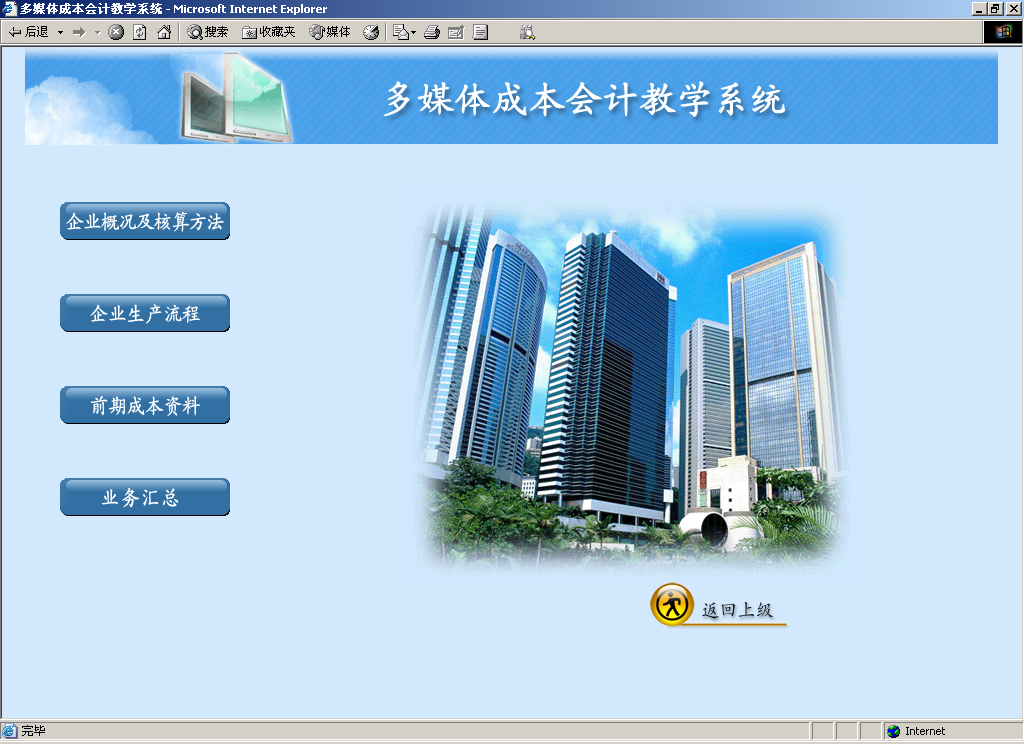 多媒体成本会计教学系统 - Microsoft Internet Explorer
后退 搜索 收藏夹 媒体
多媒体成本会计教学系统
企业概况及核算方法
企业生产流程
前期成本资料
业务汇总
返回上级
完毕 Internet